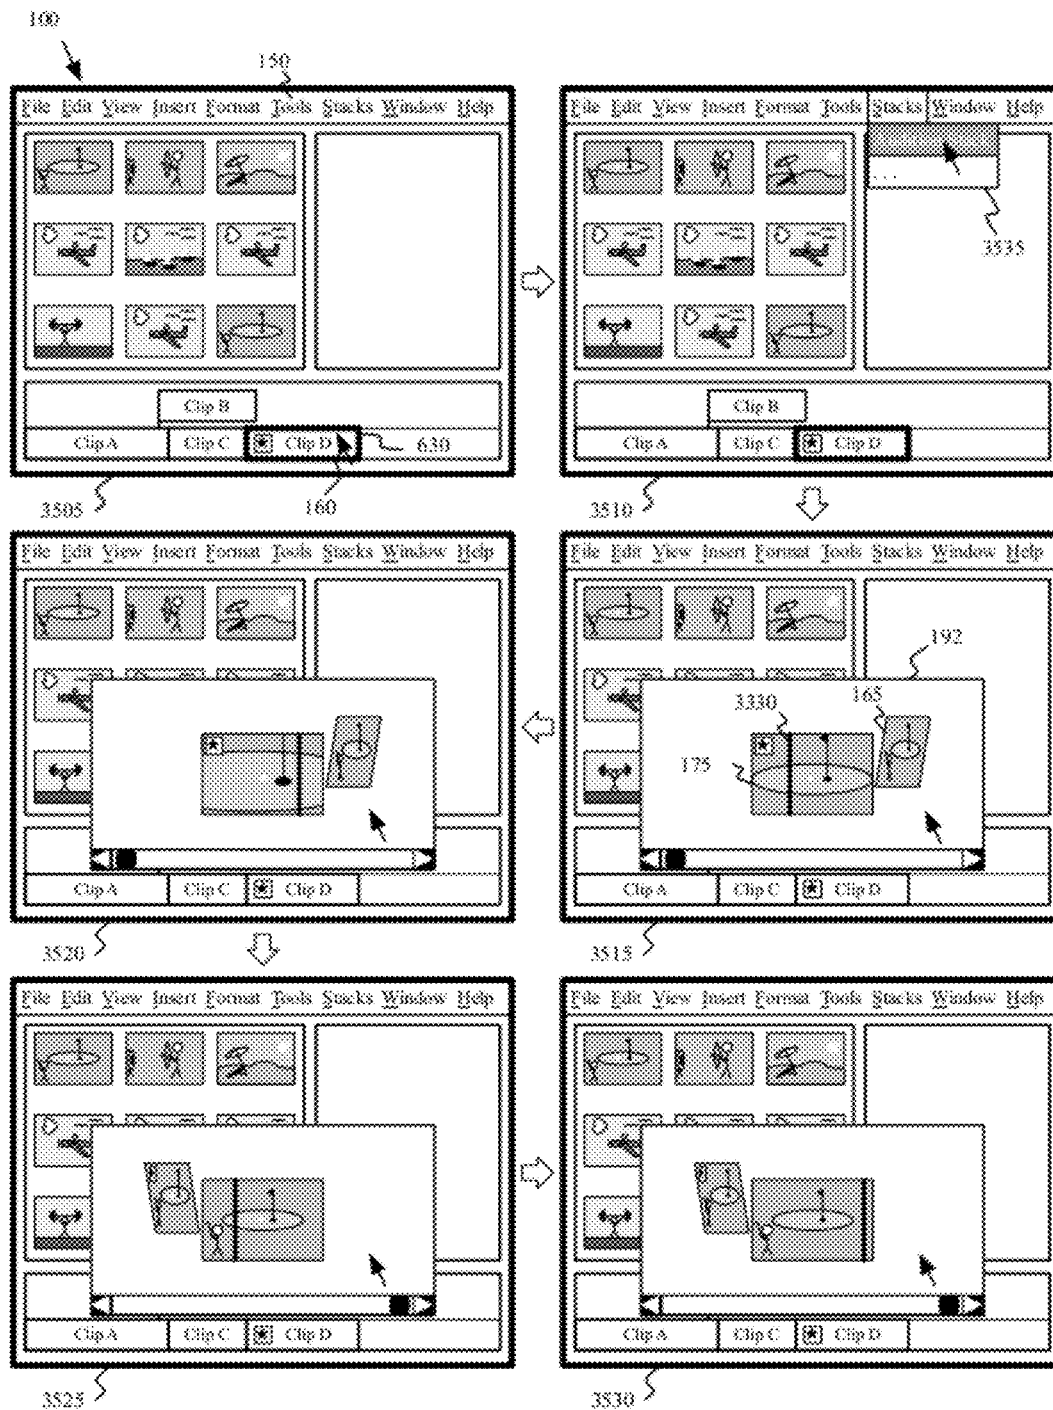 100
150
File Edit View Insert Format Tools Stacks Window Help
Clip B
Clip A Clip C Clip D
630
3505
160
File Edit View Insert Format Tools Stacks Window Help
. . .
3535
Clip B
Clip A Clip C Clip D
3510
File Edit View Insert Format Tools Stacks Window Help
Clip A Clip C Clip D
3520
File Edit View Insert Format Tools Stacks Window Help
192
3330
165
175
Clip A Clip C Clip D
3515
File Edit View Insert Format Tools Stacks Window Help
Clip A Clip C Clip D
3525
File Edit View Insert Format Tools Stacks Window Help
Clip A Clip C Clip D
3530